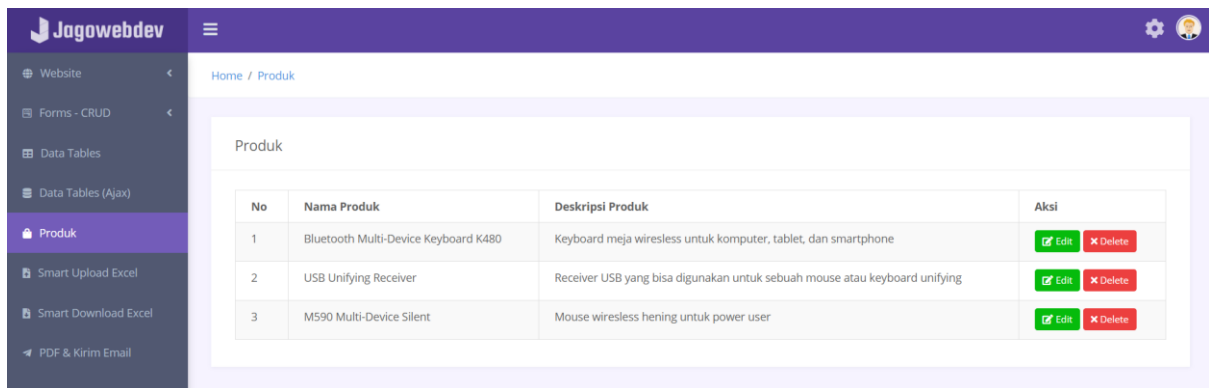 Jagowebdev
Website
Forms - CRUD
Data Tables
Data Tables (Ajax)
Produk
Smart Upload Excel
Smart Download Excel
PDF & Kirim Email
Home / Produk
Produk
No Nama Produk Deskripsi Produk Aksi
1 Bluetooth Multi-Device Keyboard K480 Keyboard meja wiresless untuk komputer, tablet, dan smartphone Edit Delete
2 USB Unifying Receiver Receiver USB yang bisa digunakan untuk sebuah mouse atau keyboard unifying Edit Delete
3 M590 Multi-Device Silent Mouse wiresless hening untuk power user Edit Delete